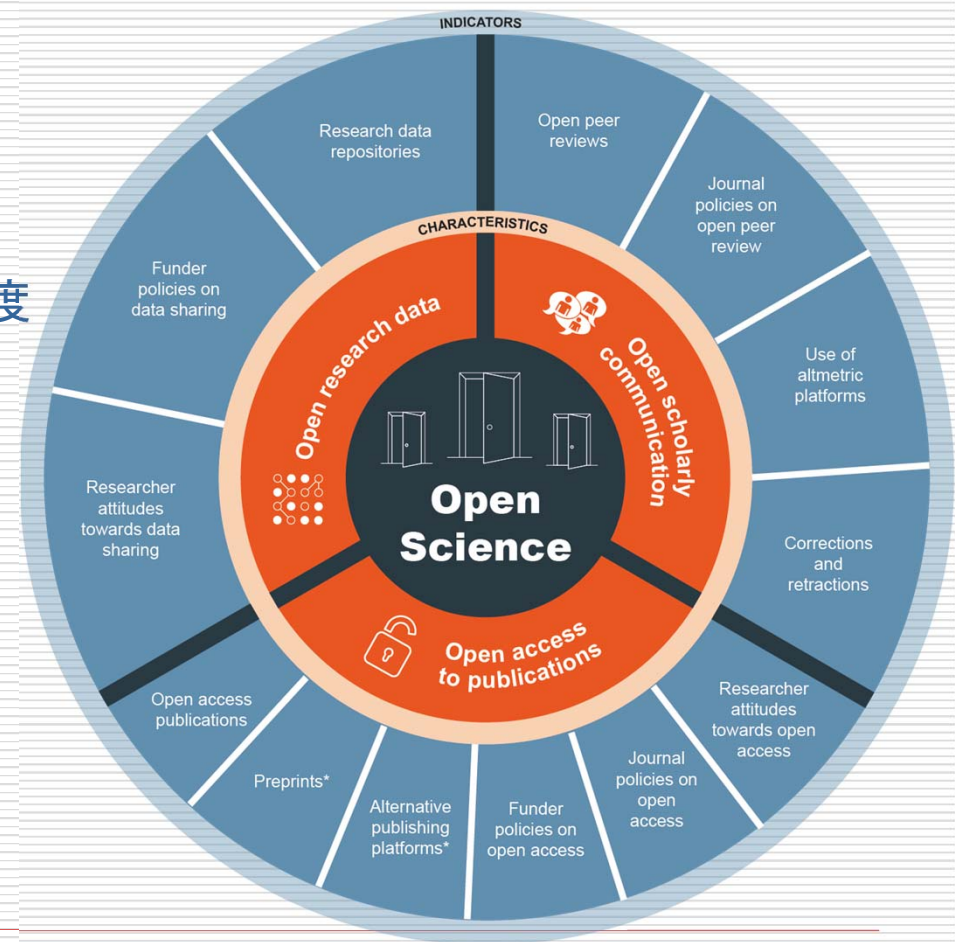 INDICATORS
Research data
repositories
Open peer
reviews
Journal
policies on
open peer
review
Use of
altmetric
platforms
Corrections
and
retractions
Funder
policies on
data sharing
Researcher
attitudes
towards data
sharing
度
CHARACTERISTICS
Open research data
Open scholarly
communication
Open
Science
Open access
to publications
Open access
publications
Preprints*
Alternative
publishing
platforms*
Funder
policies on
open access
Journal
policies on
open
access
Researcher
attitudes
towards open
access